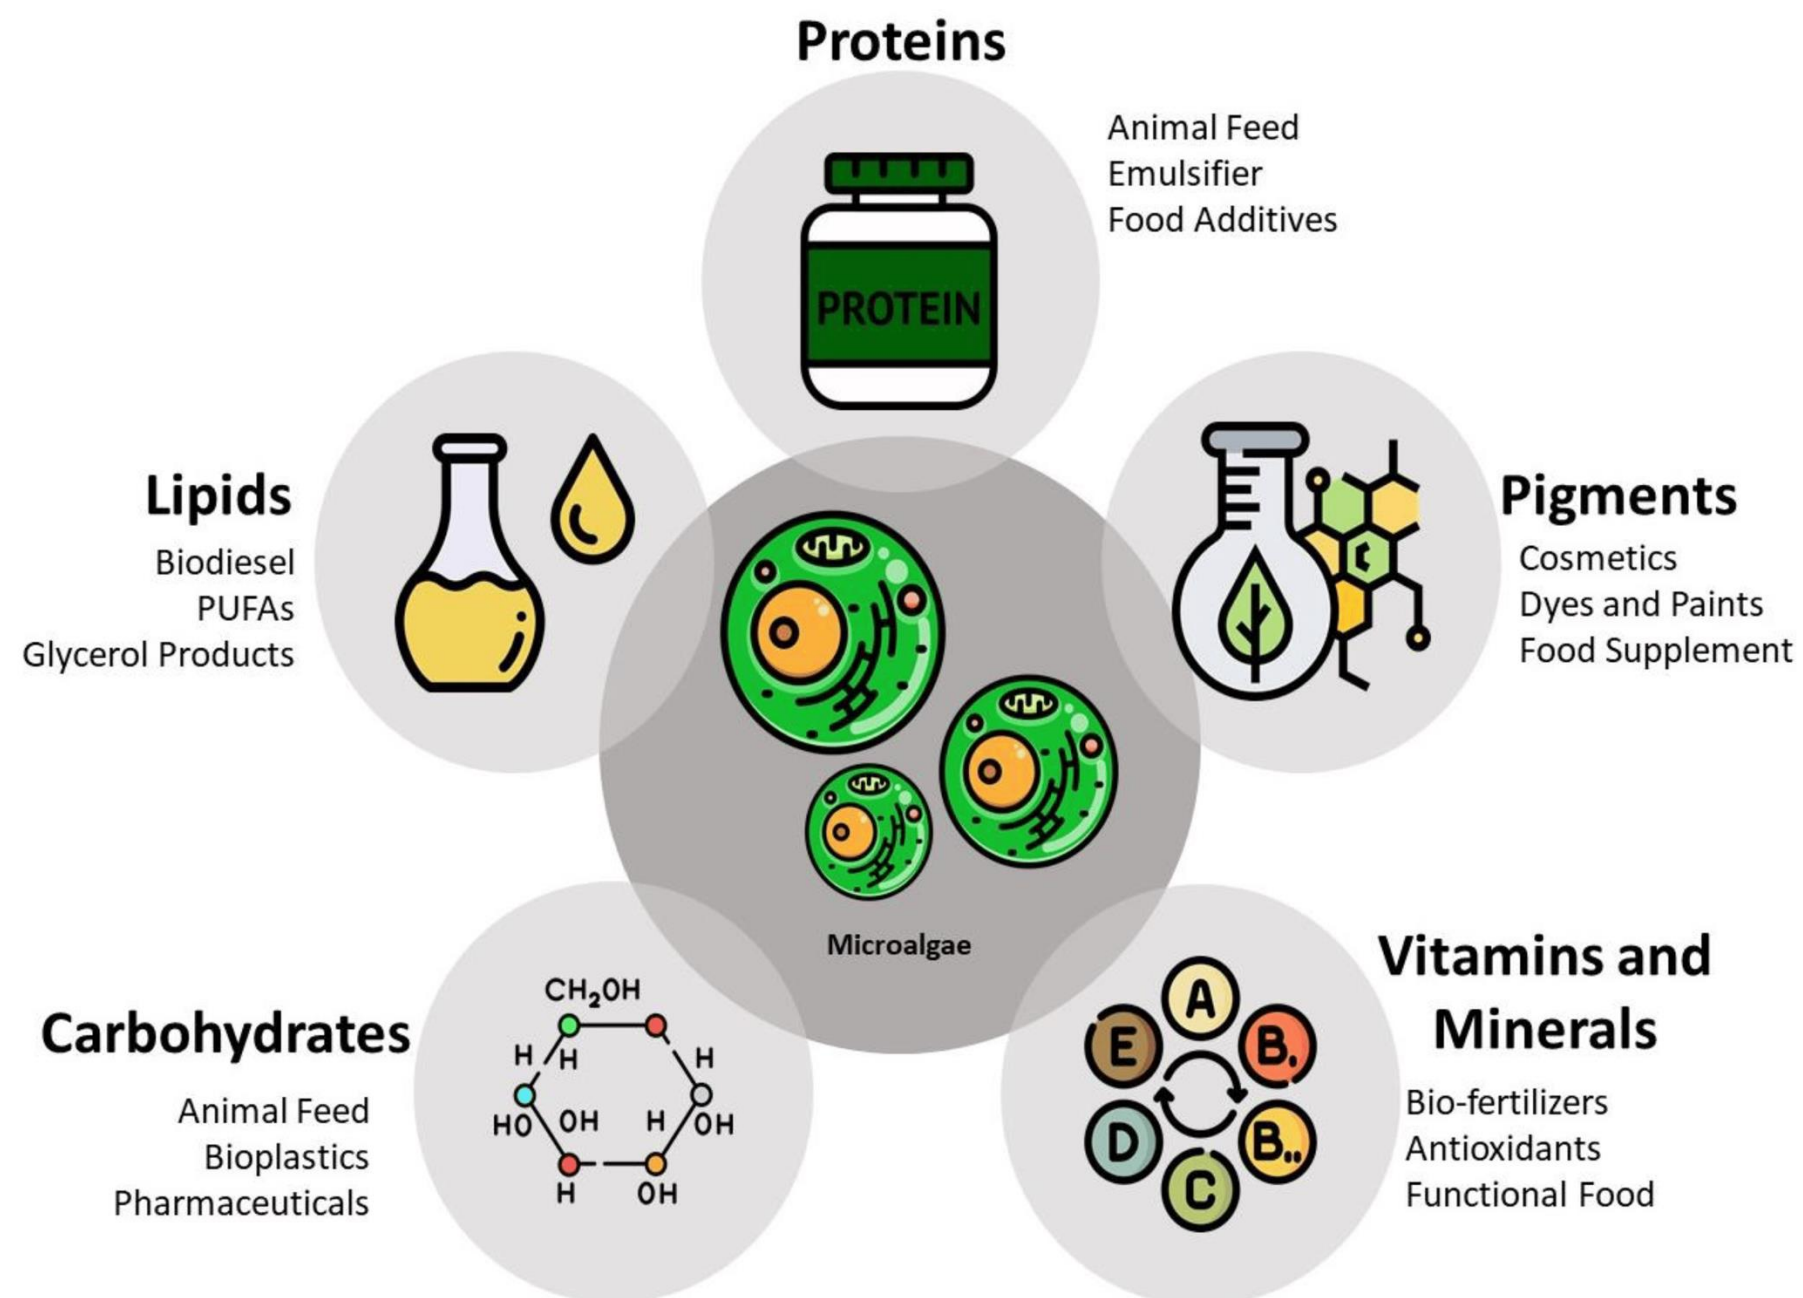 Proteins
Animal Feed
Emulsifier
Food Additives
PROTEIN
Lipids
Biodiesel
PUFAs
Glycerol Products
Pigments
Cosmetics
Dyes and Paints
Food Supplement
Microalgae
Carbohydrates
Animal Feed
Bioplastics
Pharmaceuticals
CH₂OH
H
H
H
HO
OH
H
OH
H
OH
Vitamins and
Minerals
Bio-fertilizers
Antioxidants
Functional Food
A
E
B.
D
B..
C